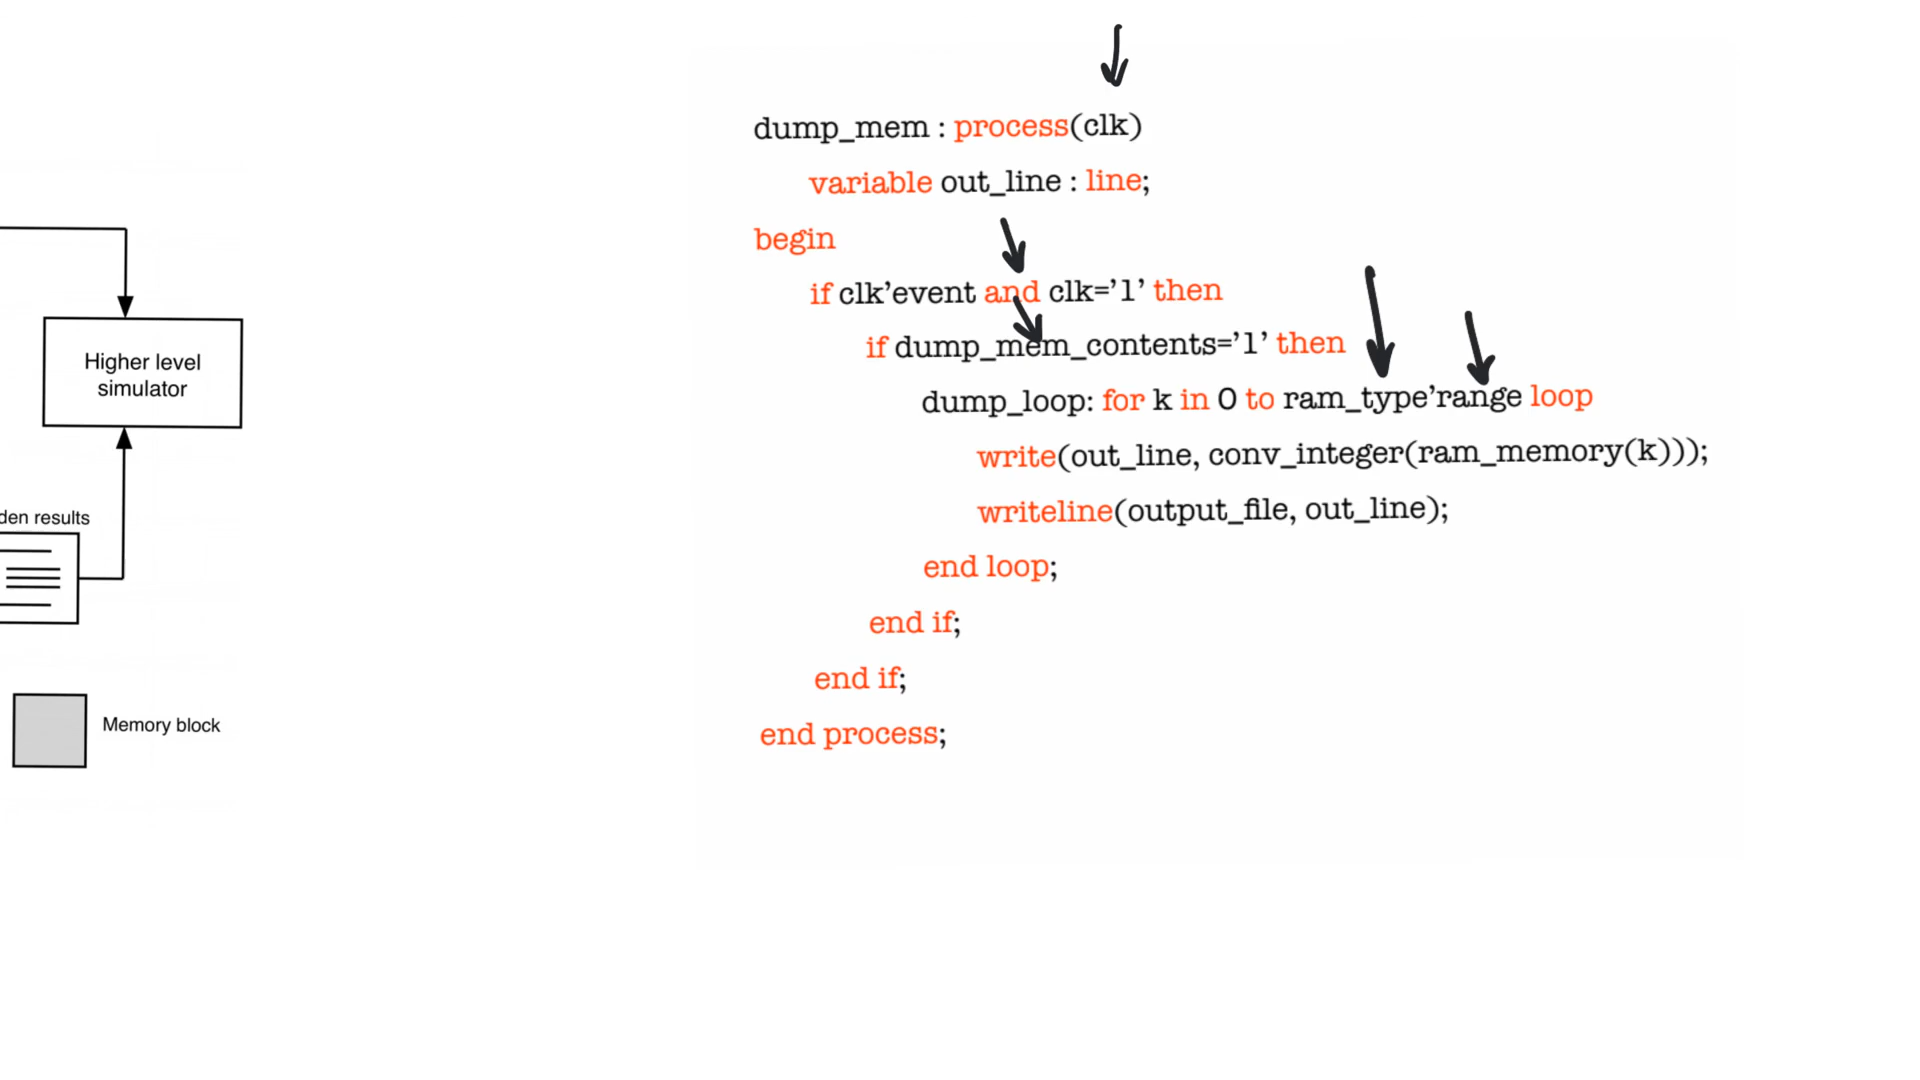 dump_mem : process(clk)
variable out_line : line;
begin
if clk’event and clk=’1’ then
if dump_mem_contents=’1’ then
dump_loop: for k in 0 to ram_type’range loop
write(out_line, conv_integer(ram_memory(k)));
writeline(output_file, out_line);
end loop;
end if;
end if;
end process;
Higher level
simulator
den results
Memory block